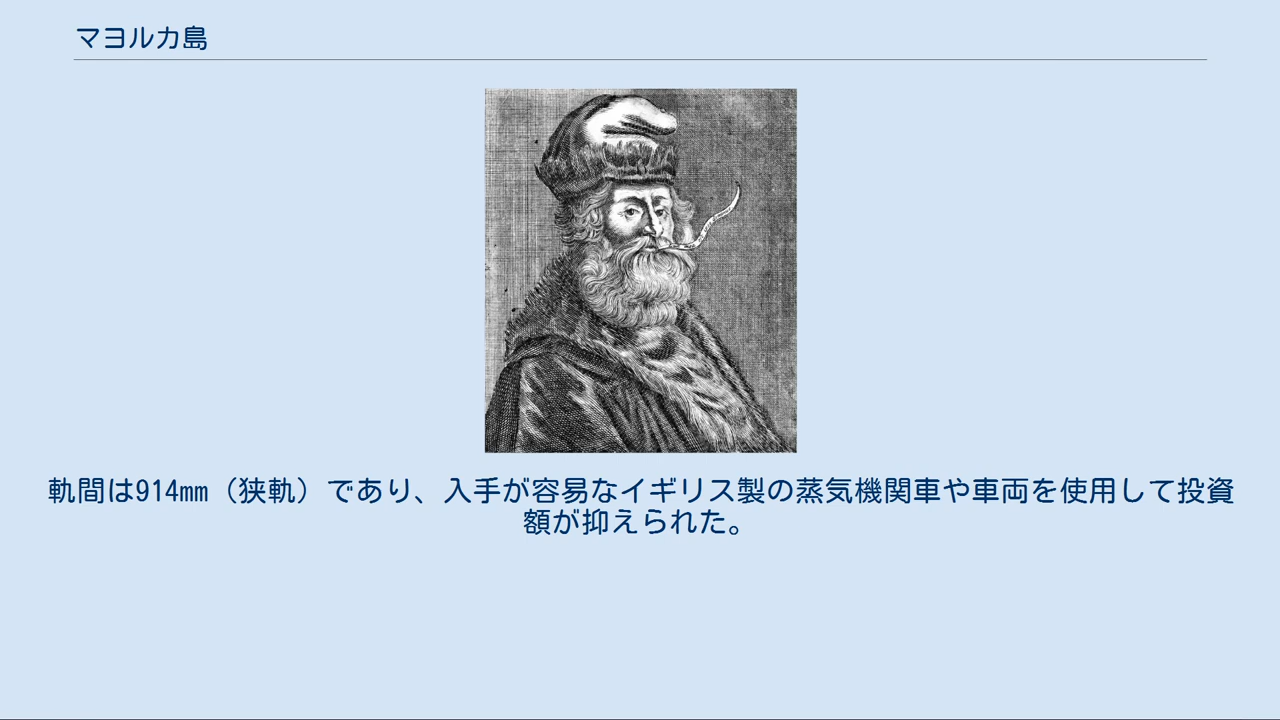 マヨルカ島
軌間は914㎜（狭軌）であり、入手が容易なイギリス製の蒸気機関車や車両を使用して投資
額が抑えられた。